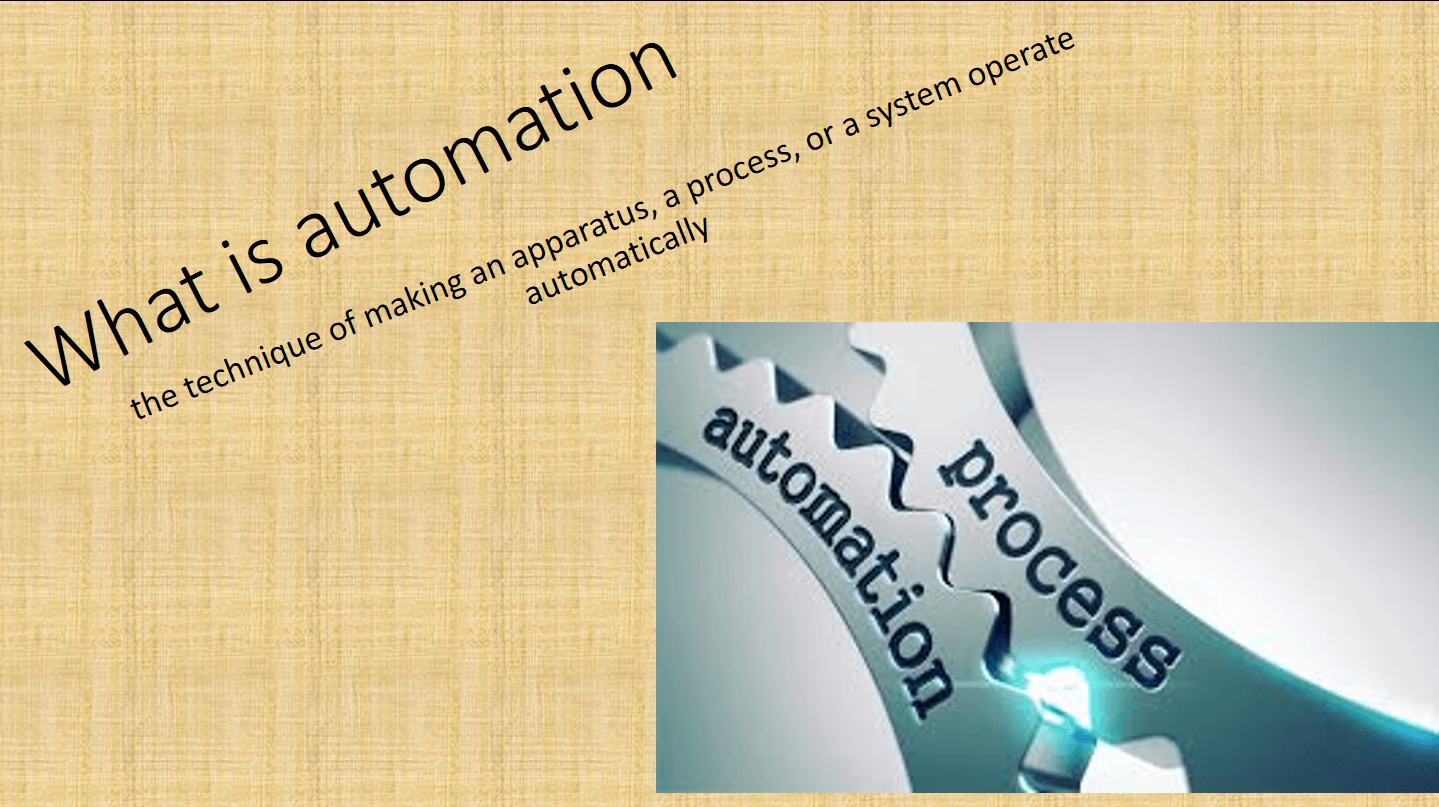 What is automation
the technique of making an apparatus, a process, or a system operate
automatically
automation
process